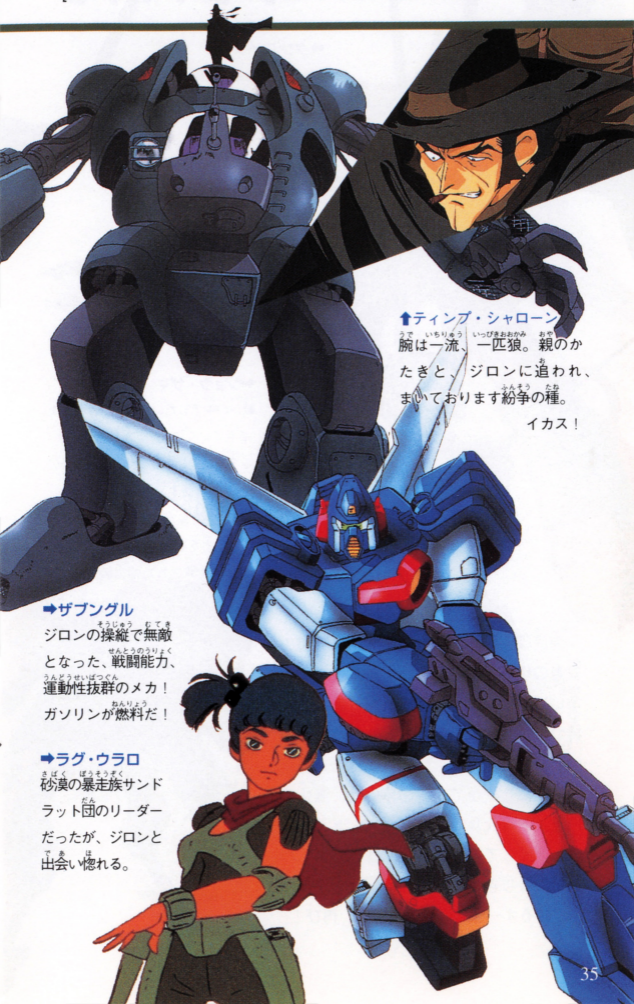 ⬆ティンプ・シャローン
腕は一流、一匹狼。親のか
たきと、ジロンに追われ、
まいております紛争の種。
イカス！
➡ザブングル
ジロンの操縦で無敵
となった、戦闘能力、
運動性抜群のメカ！
ガソリンが燃料だ！
➡ラグ・ウラロ
砂漠の暴走族サンド
ラット団のリーダー
だったが、ジロンと
出会い惚れる。
35